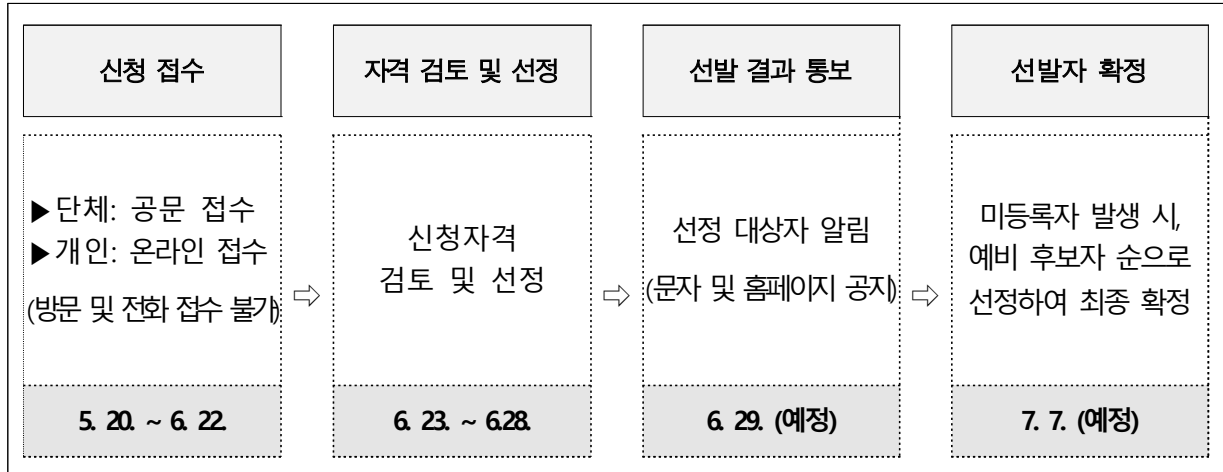 신청 접수
▶단체: 공문 접수
▶개인: 온라인 접수
(방문 및 전화 접수 불가)
5. 20. ~ 6. 22.
⇨
자격 검토 및 선정
신청자격
검토 및 선정
6. 23. ~ 6.28.
⇨
선발 결과 통보
선정 대상자 알림
(문자 및 홈페이지 공지)
6. 29. (예정)
⇨
선발자 확정
미등록자 발생 시,
예비 후보자 순으로
선정하여 최종 확정
7. 7. (예정)